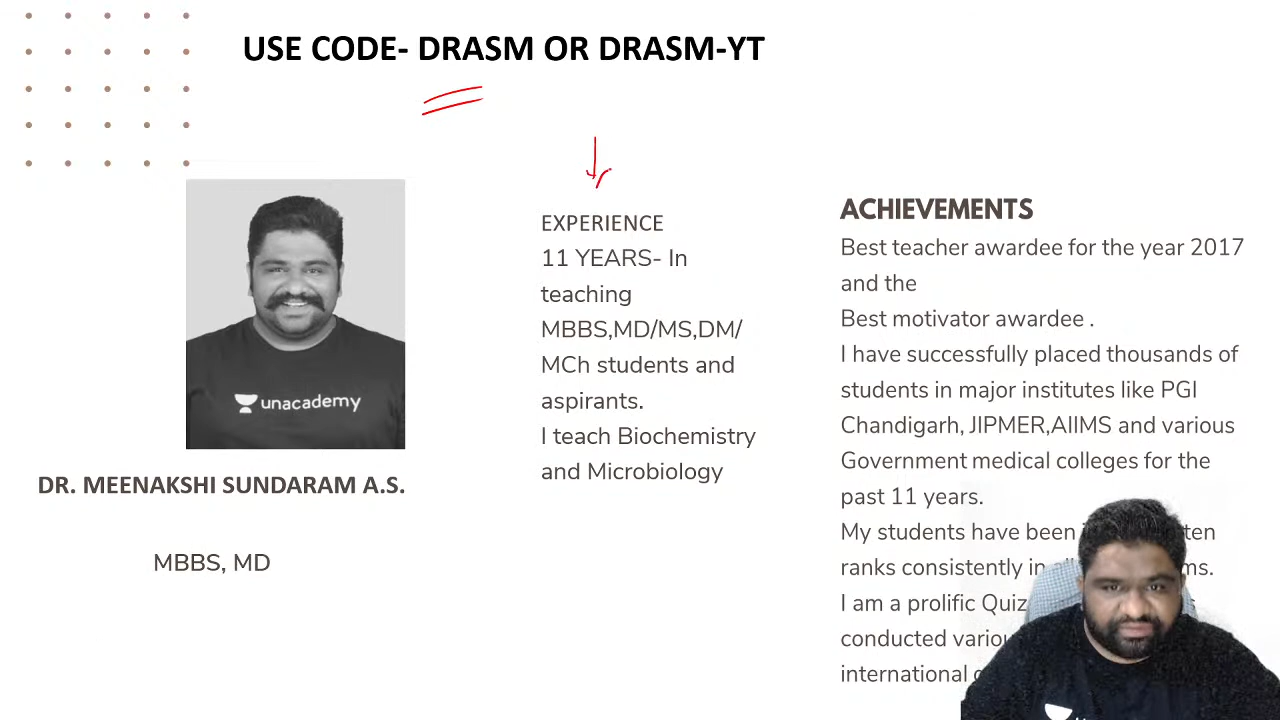 USE CODE- DRASM OR DRASM-YT
unacademy
DR. MEENAKSHI SUNDARAM A.S.
MBBS, MD
EXPERIENCE
11 YEARS- In
teaching
MBBS,MD/MS,DM/
MCh students and
aspirants.
I teach Biochemistry
and Microbiology
ACHIEVEMENTS
Best teacher awardee for the year 2017
and the
Best motivator awardee .
I have successfully placed thousands of
students in major institutes like PGI
Chandigarh, JIPMER,AIIMS and various
Government medical colleges for the
past 11 years.
My students have been ten
ranks consistently in
I am a prolific Quiz
conducted
international